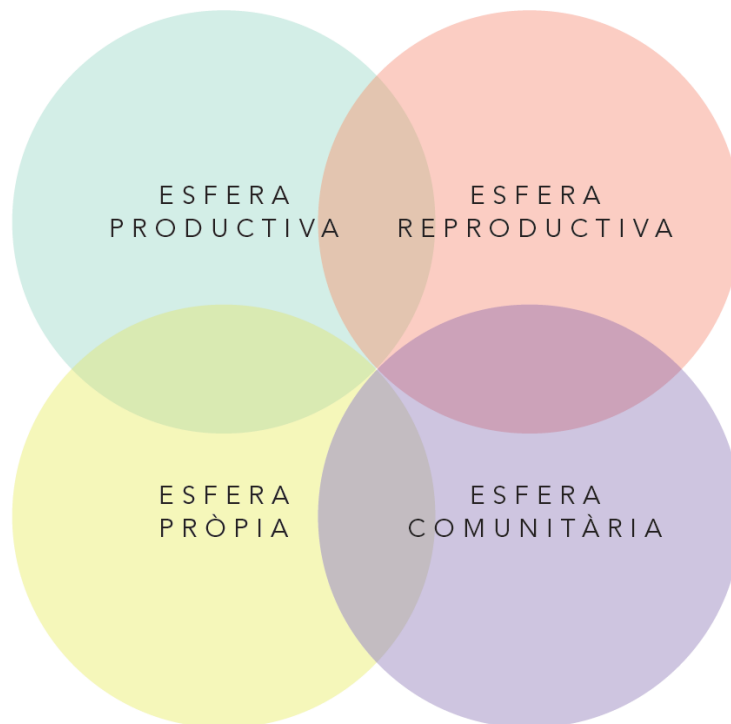 ESFERA
PRODUCTIVA
ESFERA
REPRODUCTIVA
ESFERA
PRÒPIA
ESFERA
COMUNITÀRIA